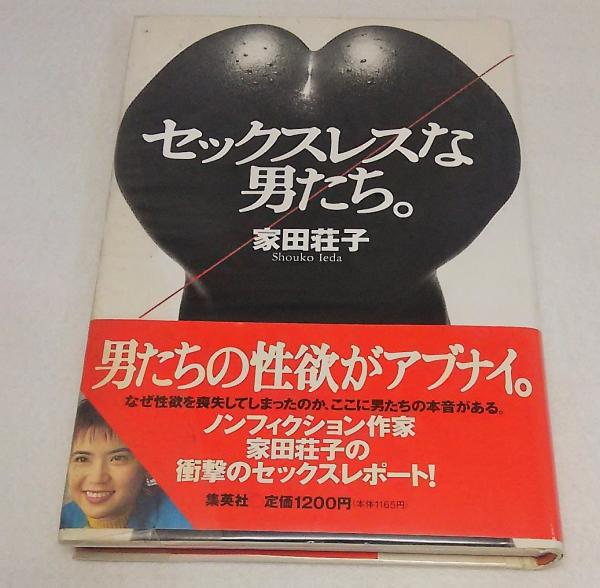 セックスレスな
男たち。
家田荘子
Shouko Ieda
男たちの性欲がアブナイ。
なぜ性欲を喪失してしまったのか、ここに男たちの本音がある。
ノンフィクション作家
家田荘子の
衝撃のセックスレポート!
集英社 定価1200円(本体1165円)